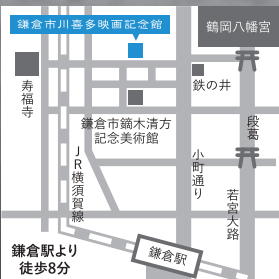 鎌倉市川喜多映画記念館
鶴岡八幡宮
寿福寺
鉄の井
鎌倉市鏑木清方
記念美術館
段葛
JR横須賀線
小町通り
若宮大路
鎌倉駅より
徒歩8分
鎌倉駅